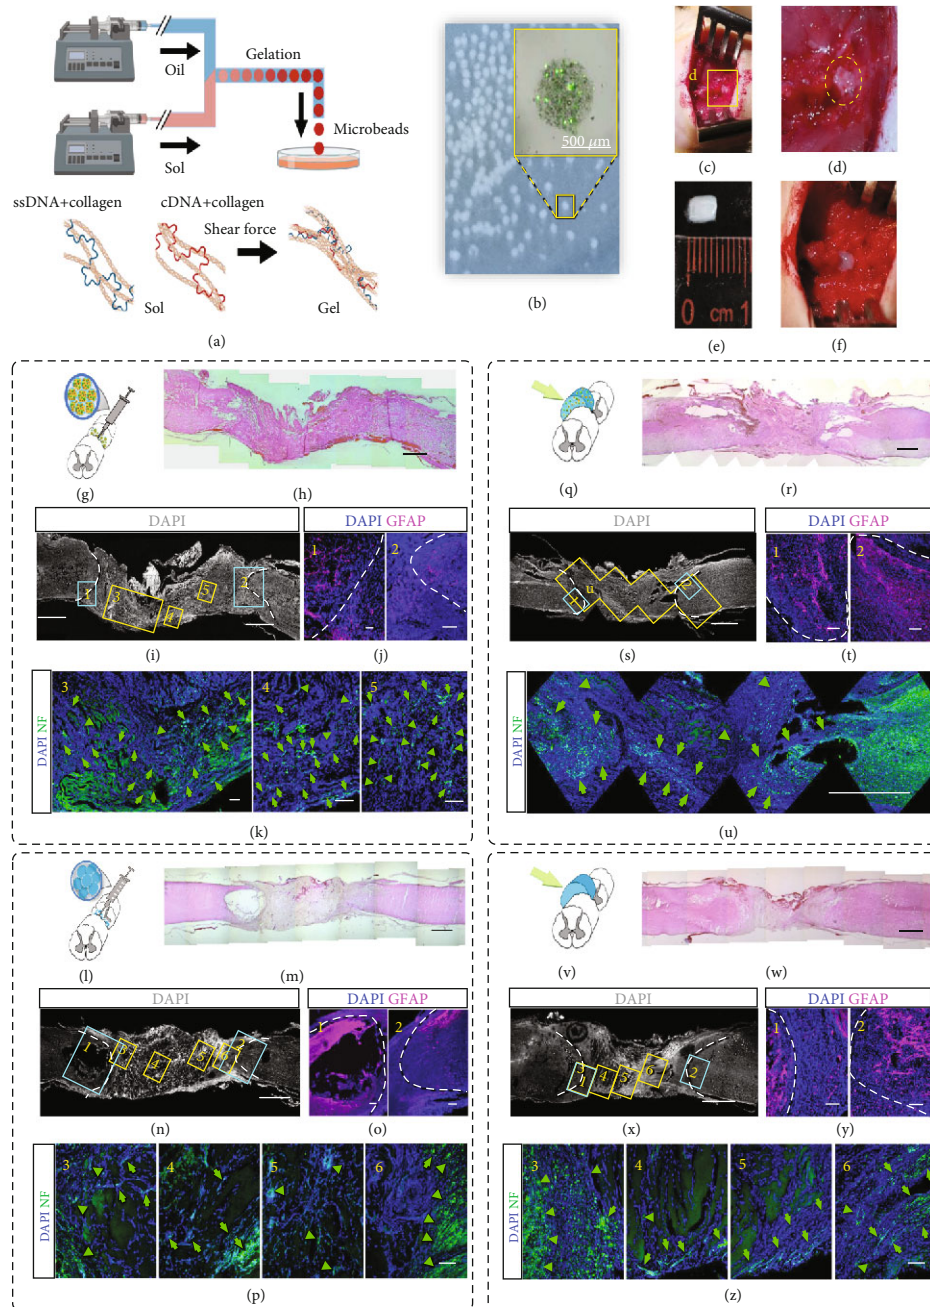 Oil
Gelation
Microbeads
Sol
ssDNA+collagen
cDNA+collagen
Shear force
Sol
Gel
(a)
500 μm
(b)
d
(c)
(d)
0 cm 1
(e)
(f)
(g)
(h)
DAPI
DAPI GFAP
1
2
3
4
5
1
2
(i)
(j)
DAPI NF
3
4
5
(k)
(q)
(r)
DAPI
DAPI GFAP
u
1
2
(s)
(t)
DAPI NF
(u)
(l)
(m)
DAPI
DAPI GFAP
1
3
4
5
1
2
(n)
(o)
DAPI NF
3
4
5
6
(p)
(v)
(w)
DAPI
DAPI GFAP
3
1
4
5
6
2
1
2
(x)
(y)
DAPI NF
3
4
5
6
(z)